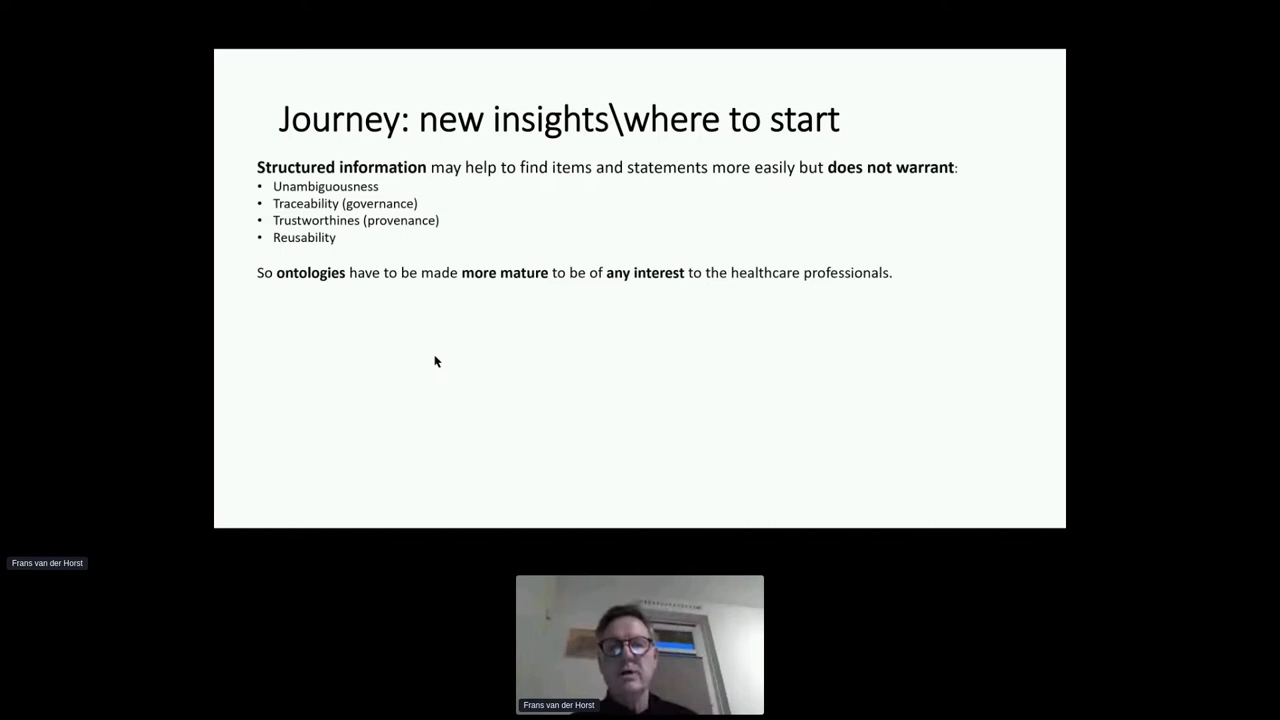 Journey: new insights\where to start
Structured information may help to find items and statements more easily but does not warrant:
• Unambiguousness
• Traceability (governance)
• Trustworthines (provenance)
• Reusability
So ontologies have to be made more mature to be of any interest to the healthcare professionals.
Frans van der Horst
Frans van der Horst